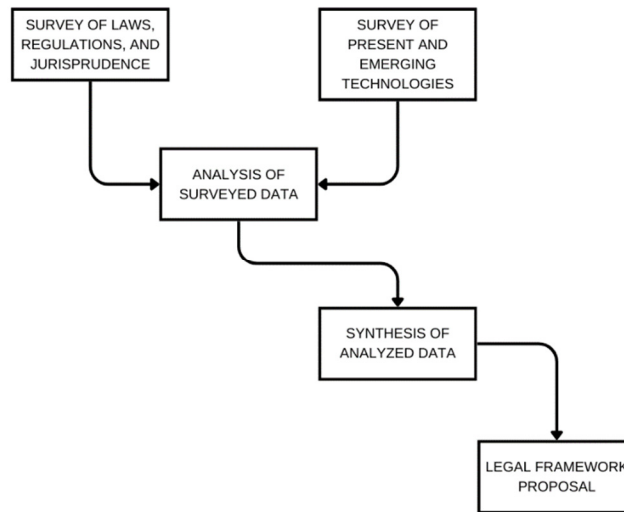 SURVEY OF LAWS,
REGULATIONS, AND
JURISPRUDENCE
SURVEY OF
PRESENT AND
EMERGING
TECHNOLOGIES
ANALYSIS OF
SURVEYED DATA
SYNTHESIS OF
ANALYZED DATA
LEGAL FRAMEWORK
PROPOSAL